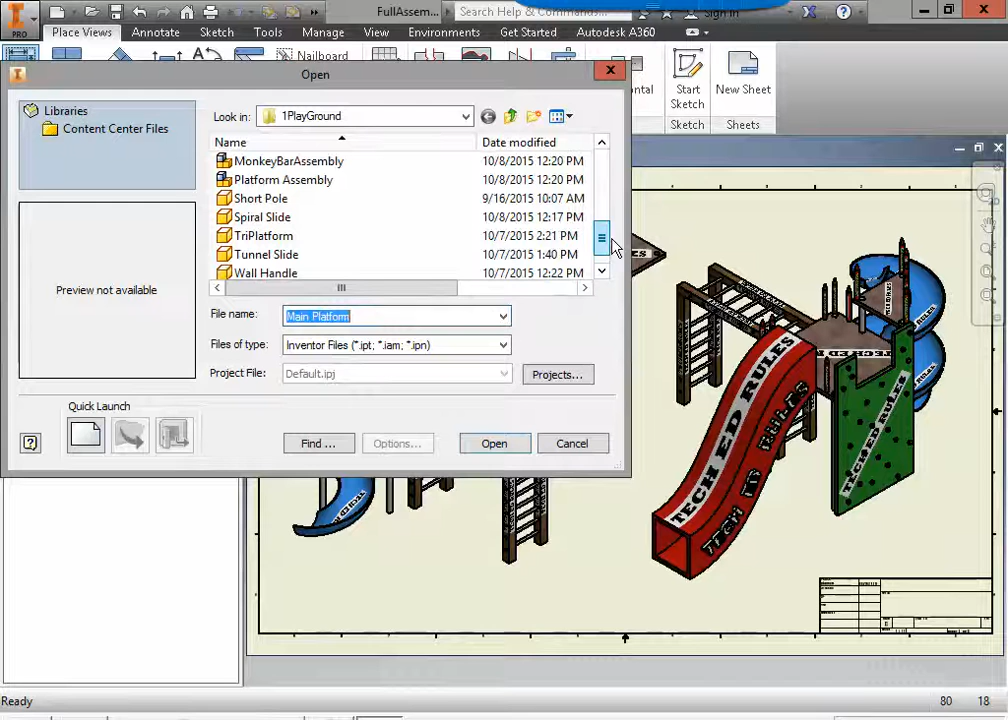 FullAssem...
Search Help & Commands...
Sign In
PRO
Place Views
Annotate
Sketch
Tools
Manage
View
Environments
Get Started
Autodesk A360
Nailboard
Start
Sketch
New Sheet
Sketch
Sheets
Open
Libraries
Content Center Files
Look in:
1PlayGround
Name
Date modified
MonkeyBarAssembly 10/8/2015 12:20 PM
Platform Assembly 10/8/2015 12:20 PM
Short Pole 9/16/2015 10:07 AM
Spiral Slide 10/8/2015 12:17 PM
TriPlatform 10/7/2015 2:21 PM
Tunnel Slide 10/7/2015 1:40 PM
Wall Handle 10/7/2015 12:22 PM
Preview not available
File name:
Main Platform
Files of type:
Inventor Files (*.ipt; *.iam; *.ipn)
Project File:
Default.ipj
Projects...
Quick Launch
Find ...
Options...
Open
Cancel
TECH ED RULES
TECH ED RULES
TECH ED RULES
Ready
80
18